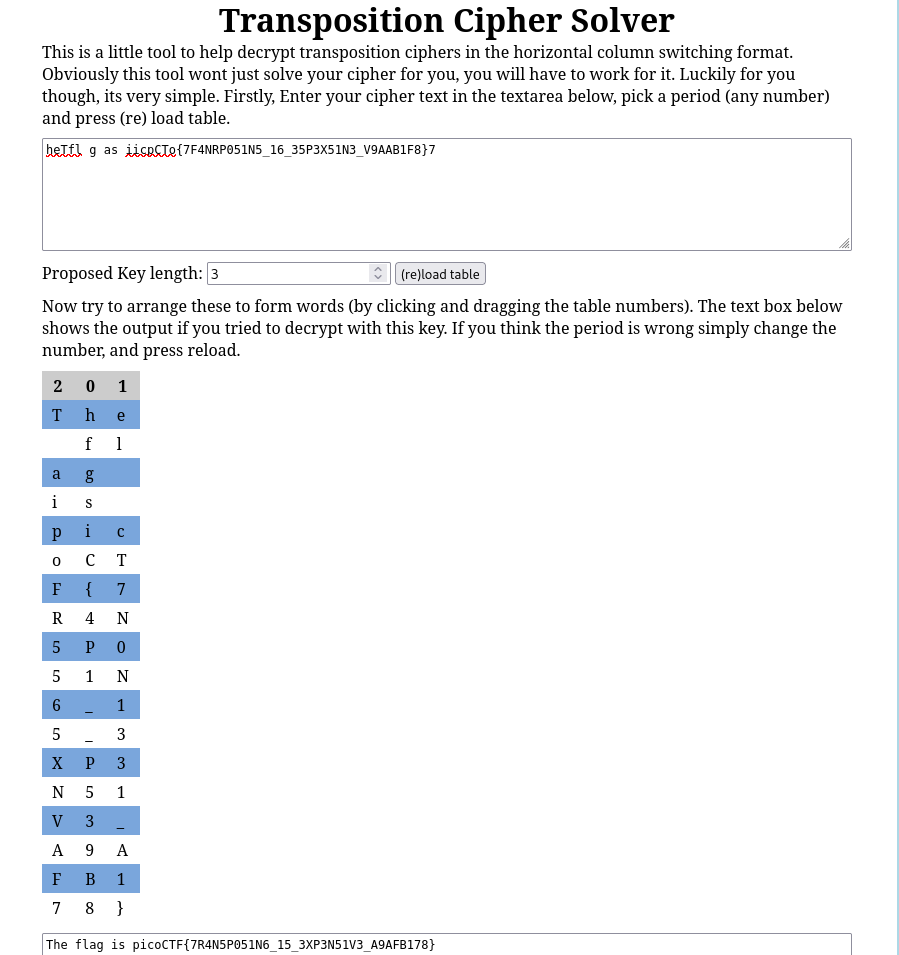 Transposition Cipher Solver
This is a little tool to help decrypt transposition ciphers in the horizontal column switching format.
Obviously this tool wont just solve your cipher for you, you will have to work for it. Luckily for you
though, its very simple. Firstly, Enter your cipher text in the textarea below, pick a period (any number)
and press (re) load table.
heTfl g as iicpCTo{7F4NRP051N5_16_35P3X51N3_V9AAB1F8}7
Proposed Key length: 3 (re)load table
Now try to arrange these to form words (by clicking and dragging the table numbers). The text box below
shows the output if you tried to decrypt with this key. If you think the period is wrong simply change the
number, and press reload.
2 0 1
T h e
f l
a g
i s
p i c
o C T
F { 7
R 4 N
5 P 0
5 1 N
6 _ 1
5 _ 3
X P 3
N 5 1
V 3 _
A 9 A
F B 1
7 8 }
The flag is picoCTF{7R4N5P051N6_15_3XP3N51V3_A9AFB178}